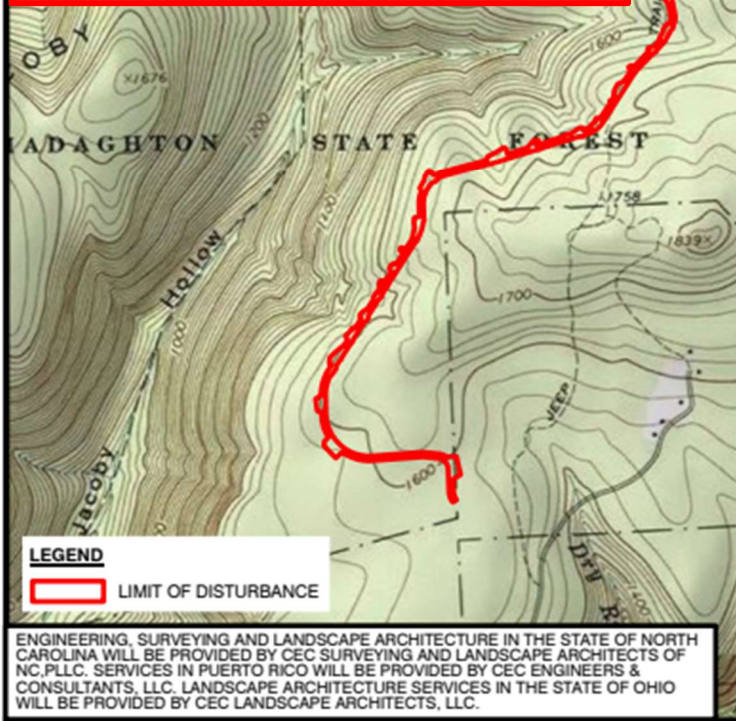 TRAI
1600
OBY
×1676
1200
IADAGHTON STATE FOREST
1758
1200
Hollow
1839×
1700
1000
JEEP
1600
Jacoby
LEGEND
LIMIT OF DISTURBANCE
Dry R
1400
ENGINEERING, SURVEYING AND LANDSCAPE ARCHITECTURE IN THE STATE OF NORTH
CAROLINA WILL BE PROVIDED BY CEC SURVEYING AND LANDSCAPE ARCHITECTS OF
NC,PLLC. SERVICES IN PUERTO RICO WILL BE PROVIDED BY CEC ENGINEERS &
CONSULTANTS, LLC. LANDSCAPE ARCHITECTURE SERVICES IN THE STATE OF OHIO
WILL BE PROVIDED BY CEC LANDSCAPE ARCHITECTS, LLC.